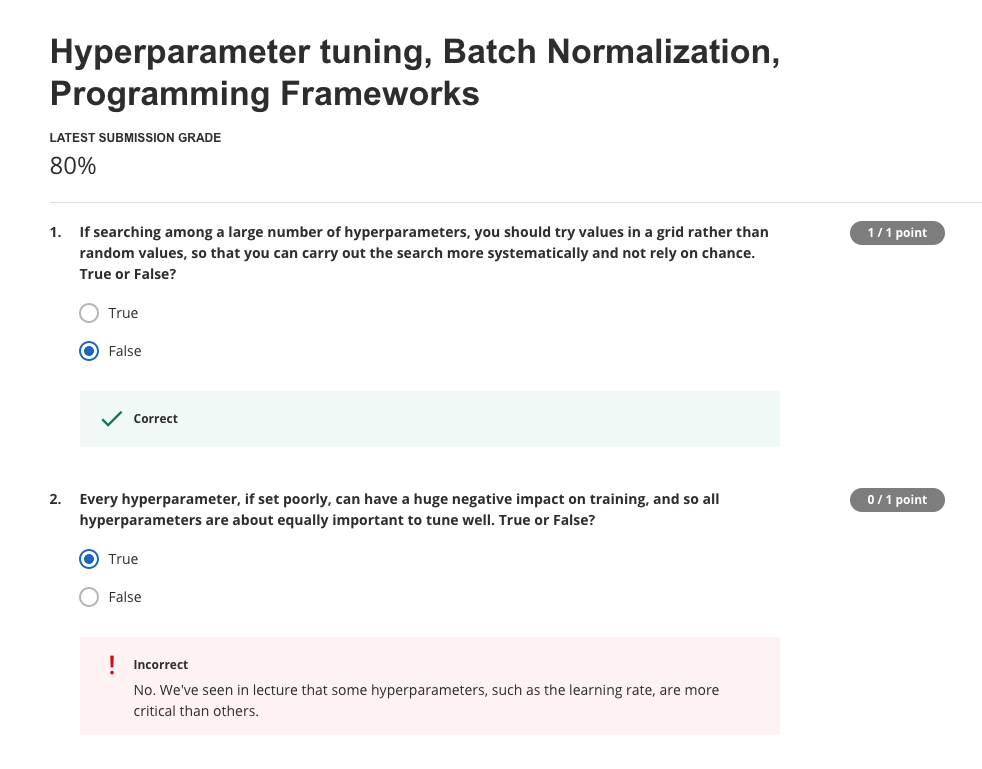 Hyperparameter tuning, Batch Normalization,
Programming Frameworks
LATEST SUBMISSION GRADE
80%
1. If searching among a large number of hyperparameters, you should try values in a grid rather than
random values, so that you can carry out the search more systematically and not rely on chance.
True or False?
1 / 1 point
True
False
Correct
2. Every hyperparameter, if set poorly, can have a huge negative impact on training, and so all
hyperparameters are about equally important to tune well. True or False?
0 / 1 point
True
False
! Incorrect
No. We've seen in lecture that some hyperparameters, such as the learning rate, are more
critical than others.